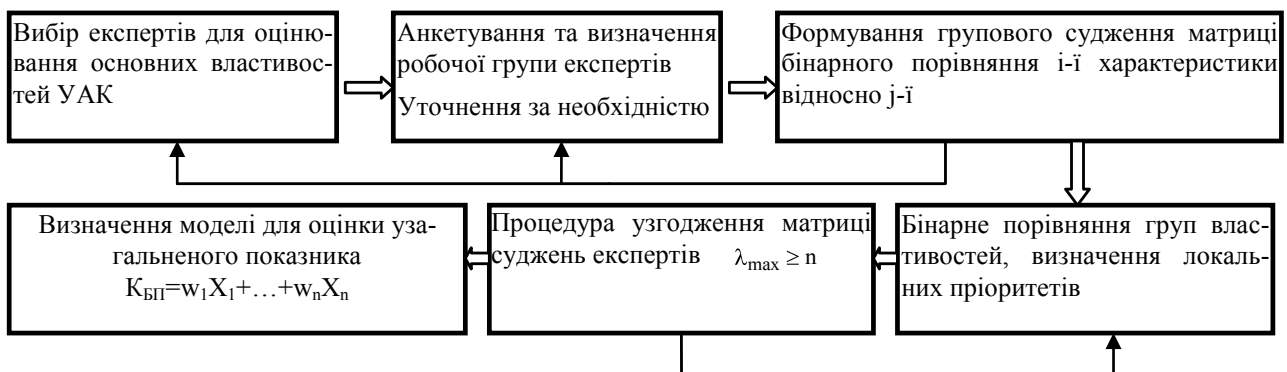 Вибір експертів для оціню-
вання основних властивос-
тей УАК
Анкетування та визначення
робочої групи експертів
Уточнення за необхідністю
Формування групового судження матриці
бінарного порівняння і-ї характеристики
відносно j-ї
Визначення моделі для оцінки уза-
гальненого показника
К_БП=w₁X₁+…+wₙXₙ
Процедура узгодження матриці
суджень експертів λ_max ≥ n
Бінарне порівняння груп влас-
тивостей, визначення локаль-
них пріоритетів